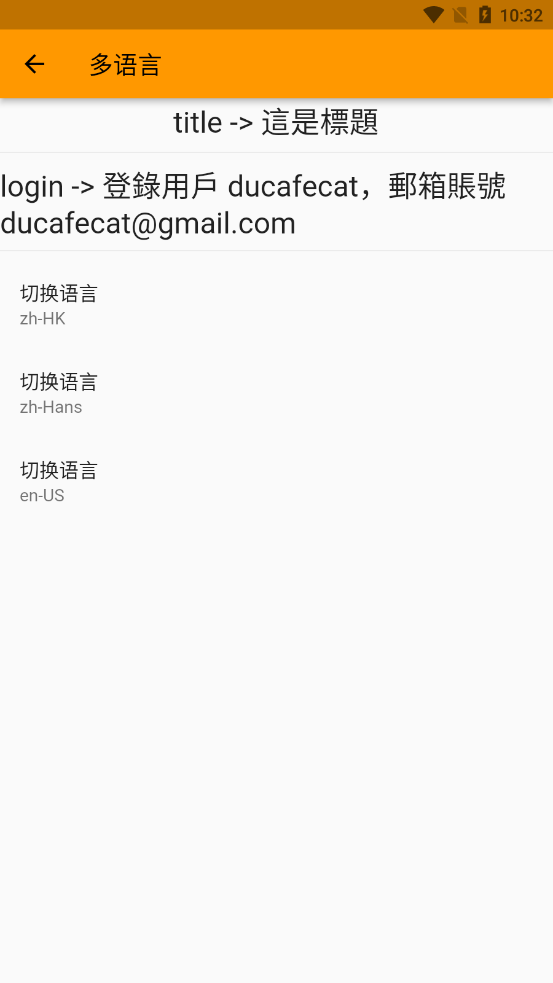 10:32
多语言
title -> 這是標題
login -> 登錄用戶 ducafecat，郵箱賬號
ducafecat@gmail.com
切换语言
zh-HK
切换语言
zh-Hans
切换语言
en-US